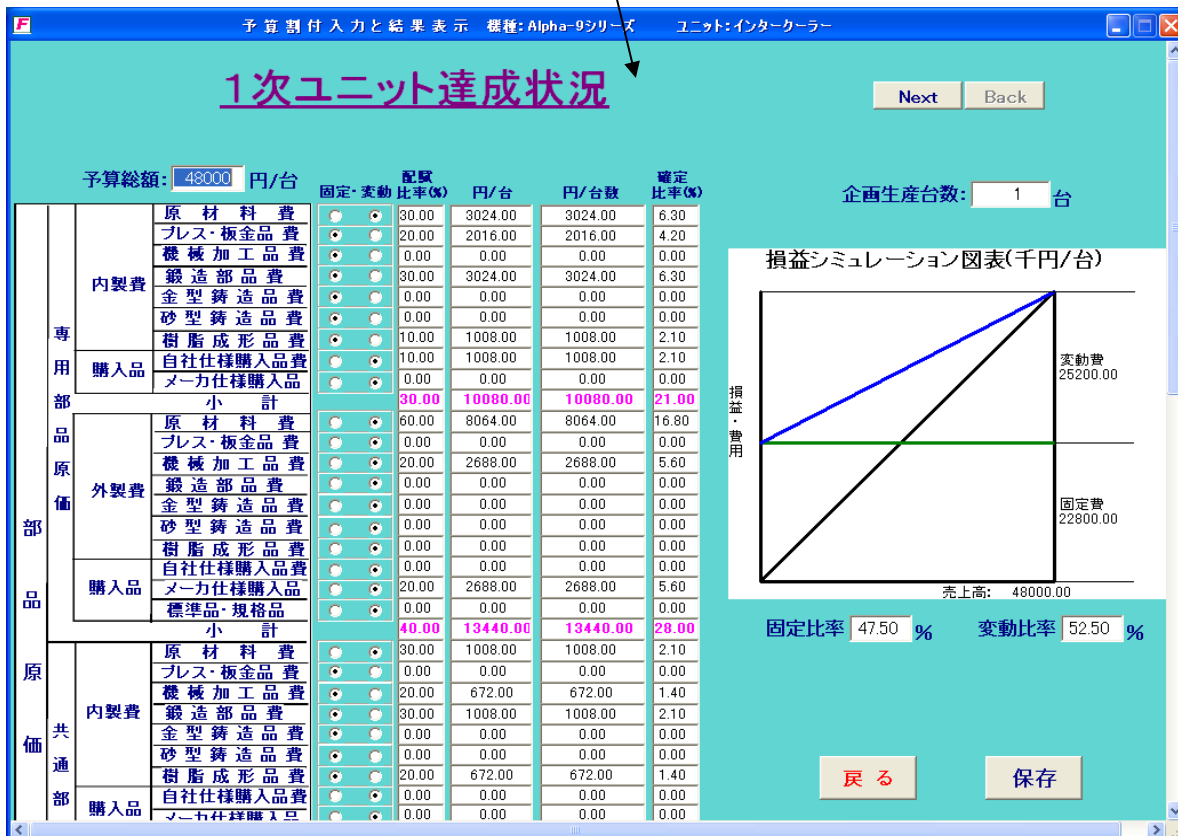 予算割付入力と結果表示 機種:Alpha-9シリーズ ユニット:インタークーラー
1次ユニット達成状況
Next Back
予算総額: 48000 円/台
固定・変動 配賦比率(%) 円/台 円/台数 確定比率(%)
企画生産台数: 1 台
部品原価
専用部品原価
内製費
原材料費 30.00 3024.00 3024.00 6.30
プレス・板金品費 20.00 2016.00 2016.00 4.20
機械加工品費 0.00 0.00 0.00 0.00
鍛造部品費 30.00 3024.00 3024.00 6.30
金型鋳造品費 0.00 0.00 0.00 0.00
砂型鋳造品費 0.00 0.00 0.00 0.00
樹脂成形品費 10.00 1008.00 1008.00 2.10
購入品
自社仕様購入品費 10.00 1008.00 1008.00 2.10
メーカ仕様購入品 0.00 0.00 0.00 0.00
小計 30.00 10080.00 10080.00 21.00
外製費
原材料費 60.00 8064.00 8064.00 16.80
プレス・板金品費 0.00 0.00 0.00 0.00
機械加工品費 20.00 2688.00 2688.00 5.60
鍛造部品費 0.00 0.00 0.00 0.00
金型鋳造品費 0.00 0.00 0.00 0.00
砂型鋳造品費 0.00 0.00 0.00 0.00
樹脂成形品費 0.00 0.00 0.00 0.00
購入品
自社仕様購入品費 0.00 0.00 0.00 0.00
メーカ仕様購入品 20.00 2688.00 2688.00 5.60
標準品・規格品 0.00 0.00 0.00 0.00
小計 40.00 13440.00 13440.00 28.00
共通部
内製費
原材料費 30.00 1008.00 1008.00 2.10
プレス・板金品費 0.00 0.00 0.00 0.00
機械加工品費 20.00 672.00 672.00 1.40
鍛造部品費 30.00 1008.00 1008.00 2.10
金型鋳造品費 0.00 0.00 0.00 0.00
砂型鋳造品費 0.00 0.00 0.00 0.00
樹脂成形品費 20.00 672.00 672.00 1.40
購入品
自社仕様購入品費 0.00 0.00 0.00 0.00
メーカ仕様購入品 0.00 0.00 0.00 0.00
損益シミュレーション図表(千円/台)
損益・費用
変動費
25200.00
固定費
22800.00
売上高: 48000.00
固定比率 47.50 % 変動比率 52.50 %
戻る 保存